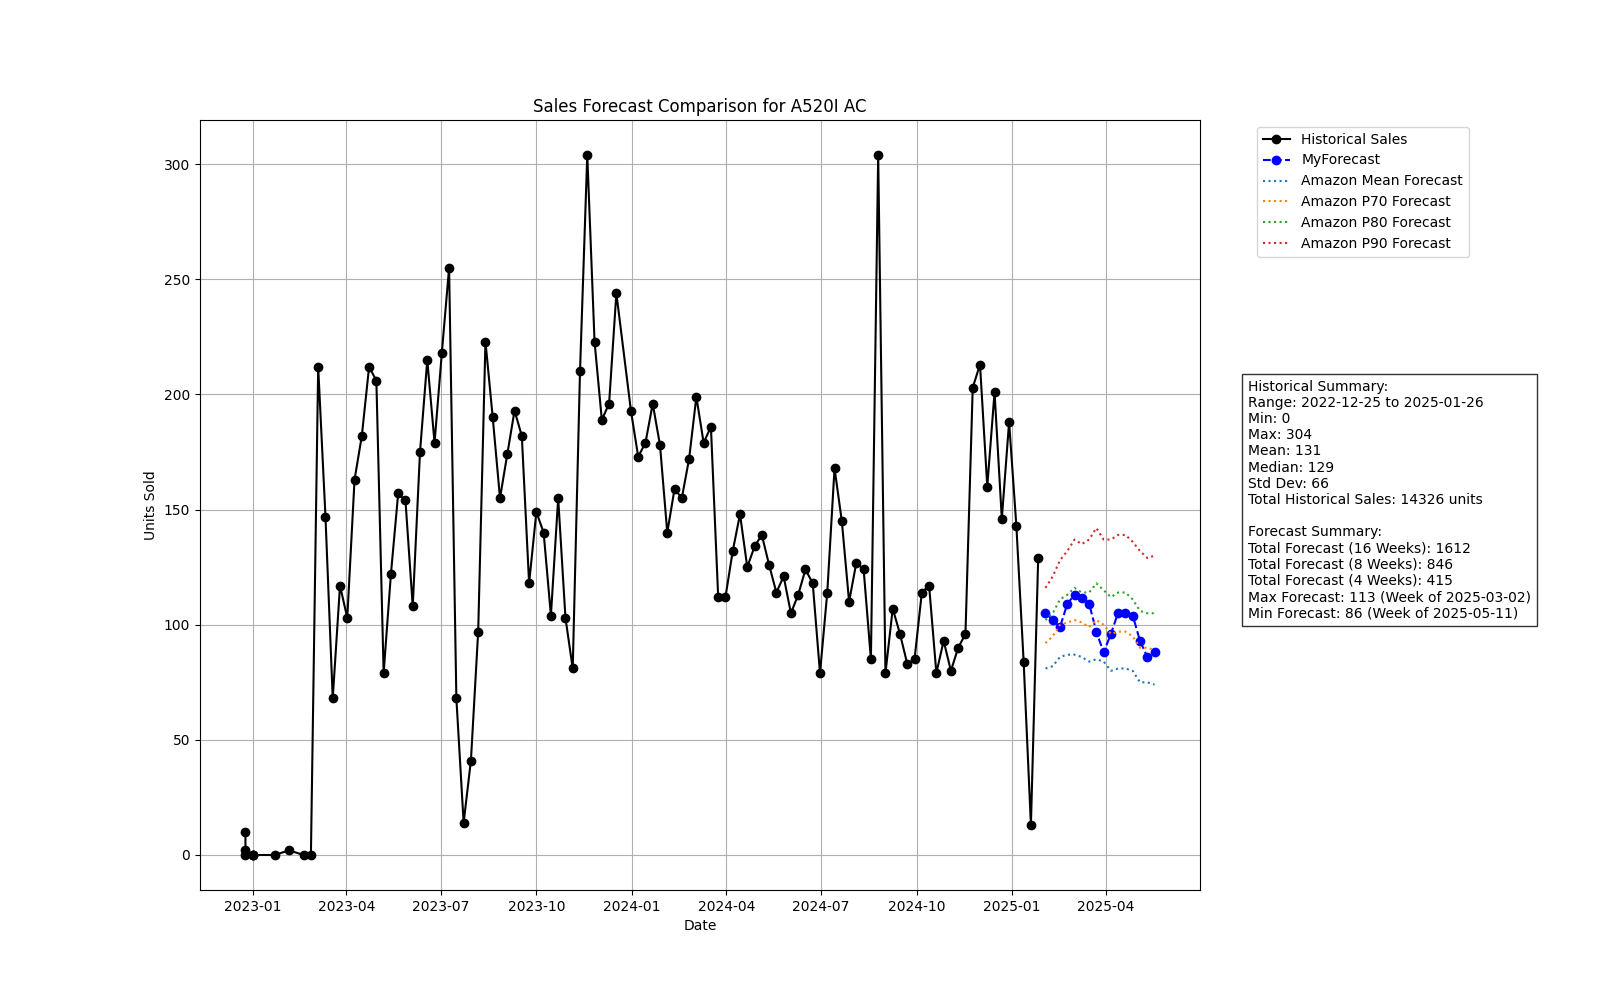 Sales Forecast Comparison for A520I AC
Units Sold
300
250
200
150
100
50
0
2023-01
2023-04
2023-07
2023-10
2024-01
2024-04
2024-07
2024-10
2025-01
2025-04
Date
Historical Sales
MyForecast
Amazon Mean Forecast
Amazon P70 Forecast
Amazon P80 Forecast
Amazon P90 Forecast
Historical Summary:
Range: 2022-12-25 to 2025-01-26
Min: 0
Max: 304
Mean: 131
Median: 129
Std Dev: 66
Total Historical Sales: 14326 units
Forecast Summary:
Total Forecast (16 Weeks): 1612
Total Forecast (8 Weeks): 846
Total Forecast (4 Weeks): 415
Max Forecast: 113 (Week of 2025-03-02)
Min Forecast: 86 (Week of 2025-05-11)